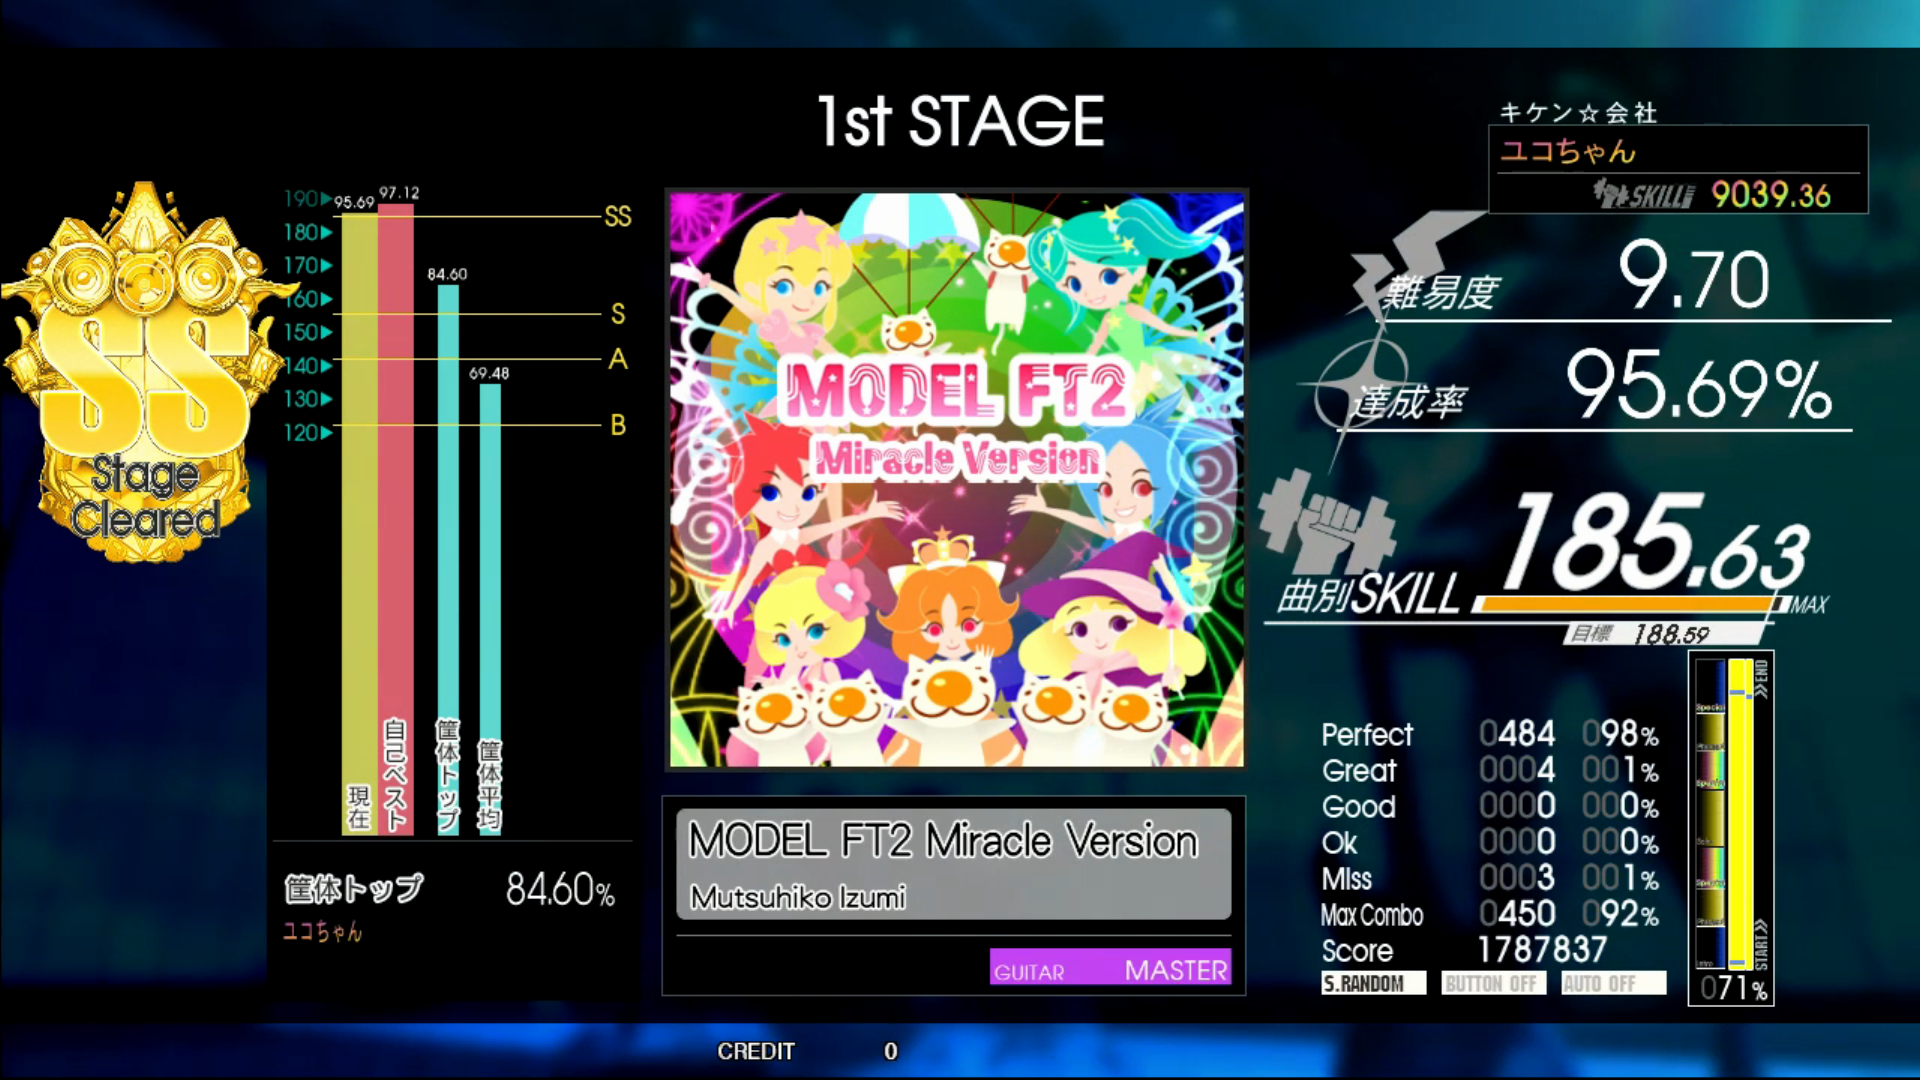 1st STAGE
キケン☆会社
ユコちゃん
SKILL 9039.36
SS
Stage
Cleared
190 180 170 160 150 140 130 120
95.69 97.12 84.60 69.48
SS
S
A
B
現在
自己ベスト
筐体トップ
筐体平均
筐体トップ 84.60%
ユコちゃん
MODEL FT2
Miracle Version
MODEL FT2 Miracle Version
Mutsuhiko Izumi
GUITAR MASTER
難易度 9.70
達成率 95.69%
曲別SKILL 185.63
MAX
目標 188.59
Perfect 0484 098%
Great 0004 001%
Good 0000 000%
Ok 0000 000%
MIss 0003 001%
Max Combo 0450 092%
Score 1787837
S.RANDOM BUTTON OFF AUTO OFF
END
START
071%
CREDIT 0